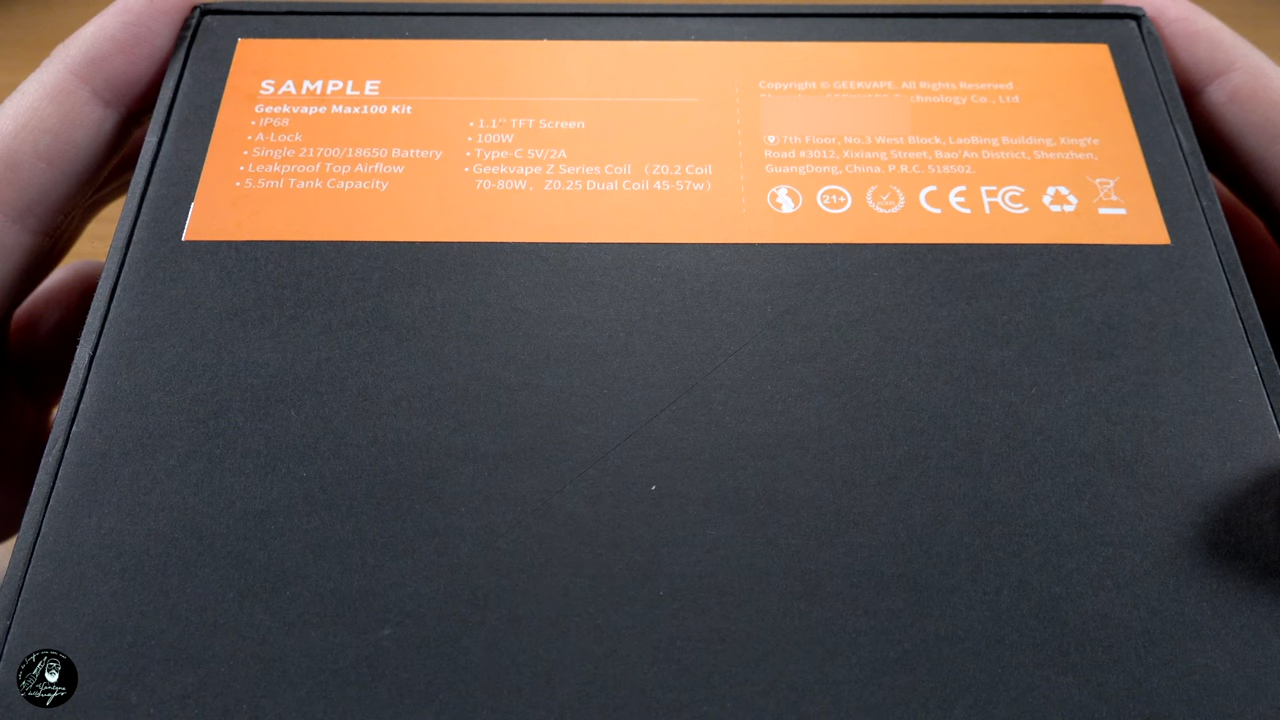 SAMPLE
Geekvape Max100 Kit
• IP68
• A-Lock
• Single 21700/18650 Battery
• Leakproof Top Airflow
• 5.5ml Tank Capacity
• 1.1" TFT Screen
• 100W
• Type-C 5V/2A
• Geekvape Z Series Coil （Z0.2 Coil
70-80W，Z0.25 Dual Coil 45-57w）
Copyright © GEEKVAPE. All Rights Reserved
Co., Ltd
7th Floor, No.3 West Block, LaoBing Building, XingYe
Road #3012, Xixiang Street, Bao'An District, Shenzhen,
GuangDong, China. P.R.C. 518502.
21+ CE FC